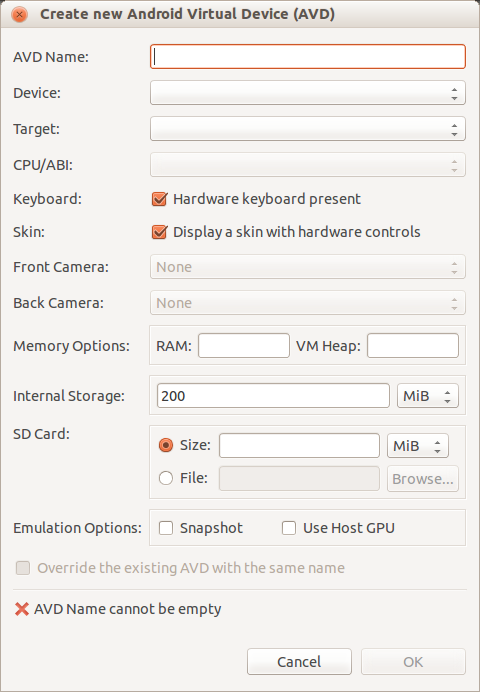 Create new Android Virtual Device (AVD)
AVD Name:
Device:
Target:
CPU/ABI:
Keyboard: Hardware keyboard present
Skin: Display a skin with hardware controls
Front Camera: None
Back Camera: None
Memory Options: RAM: VM Heap:
Internal Storage: 200 MiB
SD Card:
Size: MiB
File: Browse...
Emulation Options: Snapshot Use Host GPU
Override the existing AVD with the same name
AVD Name cannot be empty
Cancel OK